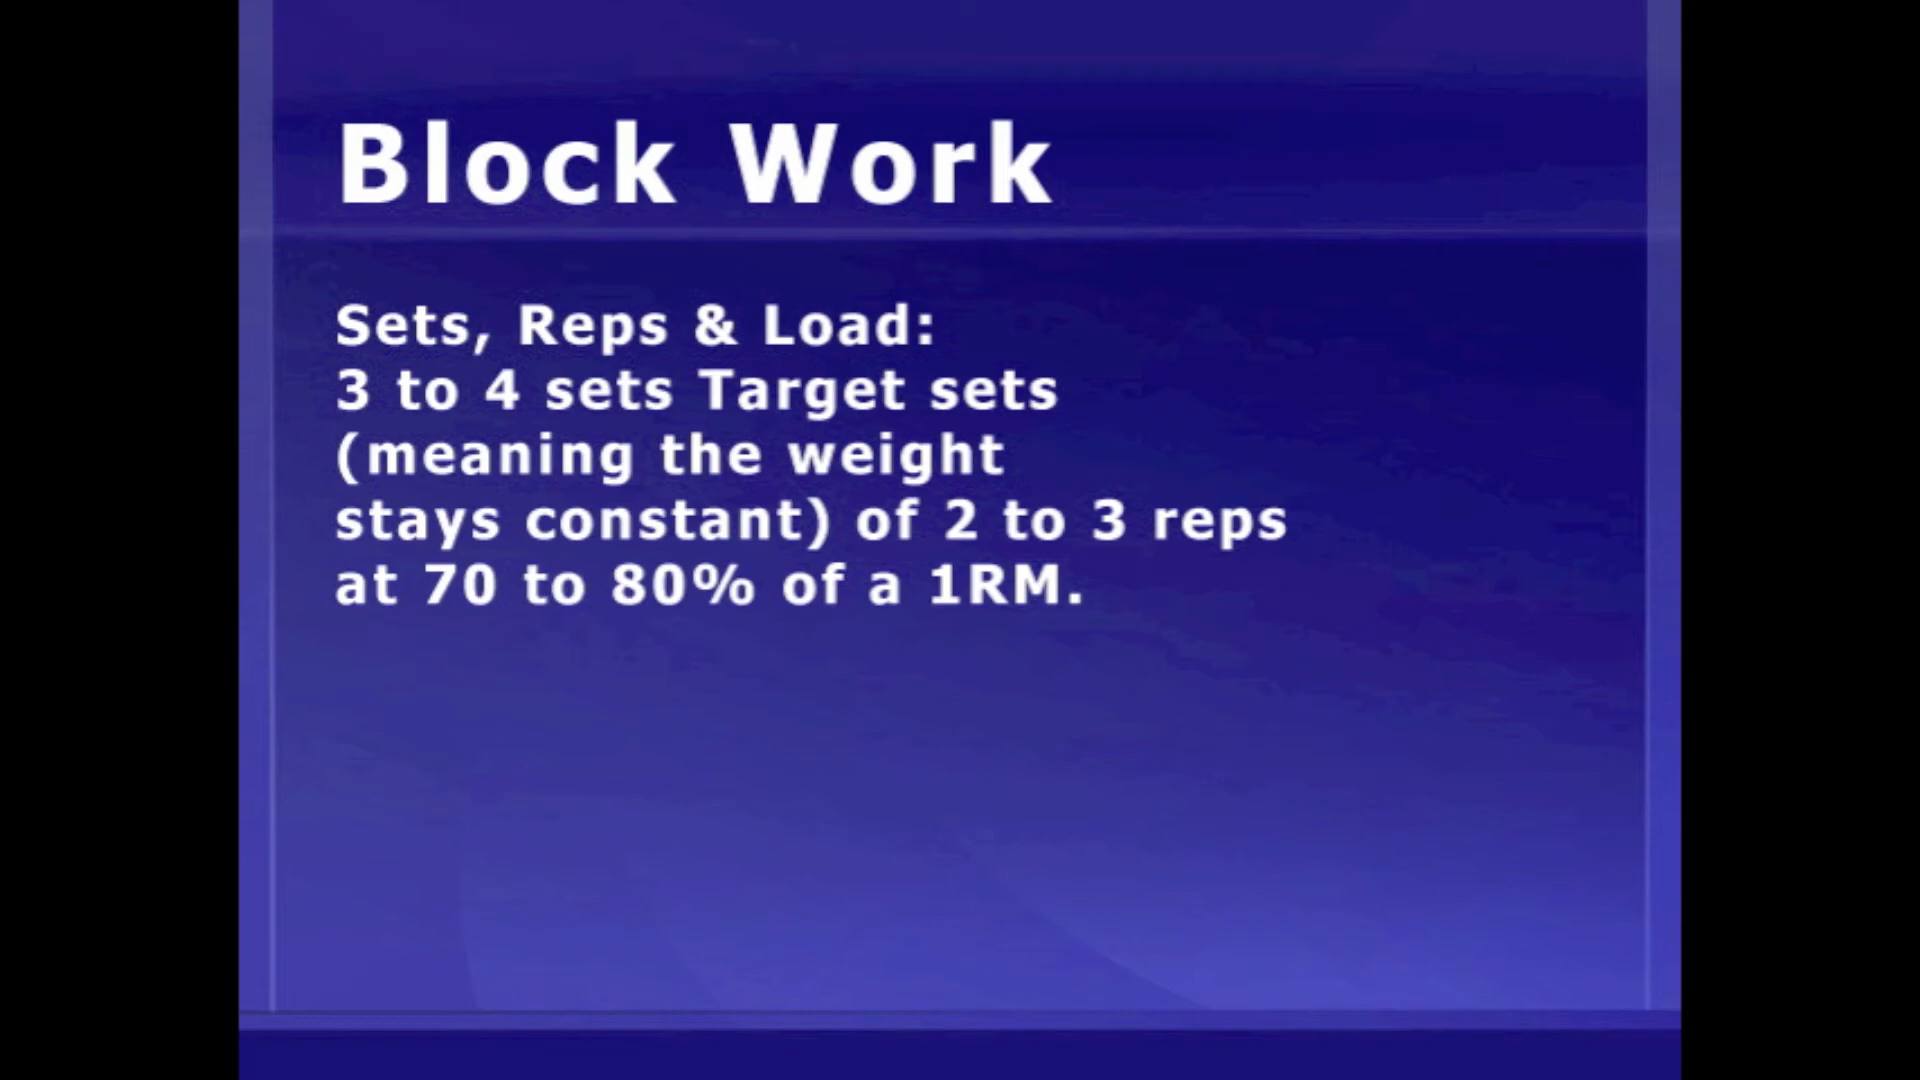 Block Work
Sets, Reps & Load:
3 to 4 sets Target sets
(meaning the weight
stays constant) of 2 to 3 reps
at 70 to 80% of a 1RM.